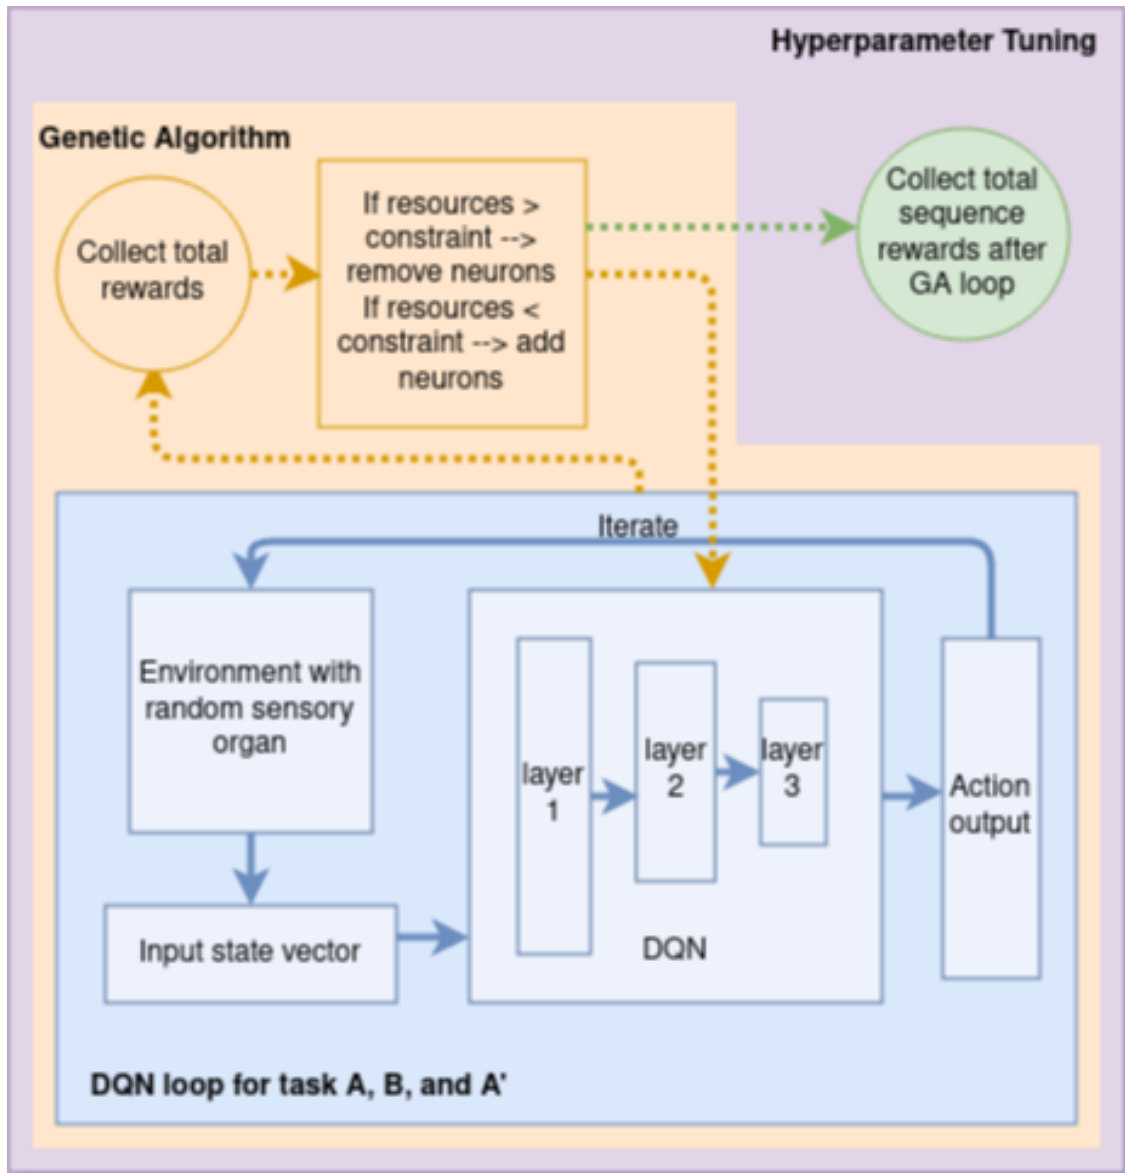 Hyperparameter Tuning
Genetic Algorithm
Collect total
rewards
If resources >
constraint -->
remove neurons
If resources <
constraint --> add
neurons
Collect total
sequence
rewards after
GA loop
Iterate
Environment with
random sensory
organ
Input state vector
layer
1
layer
2
layer
3
DQN
Action
output
DQN loop for task A, B, and A'